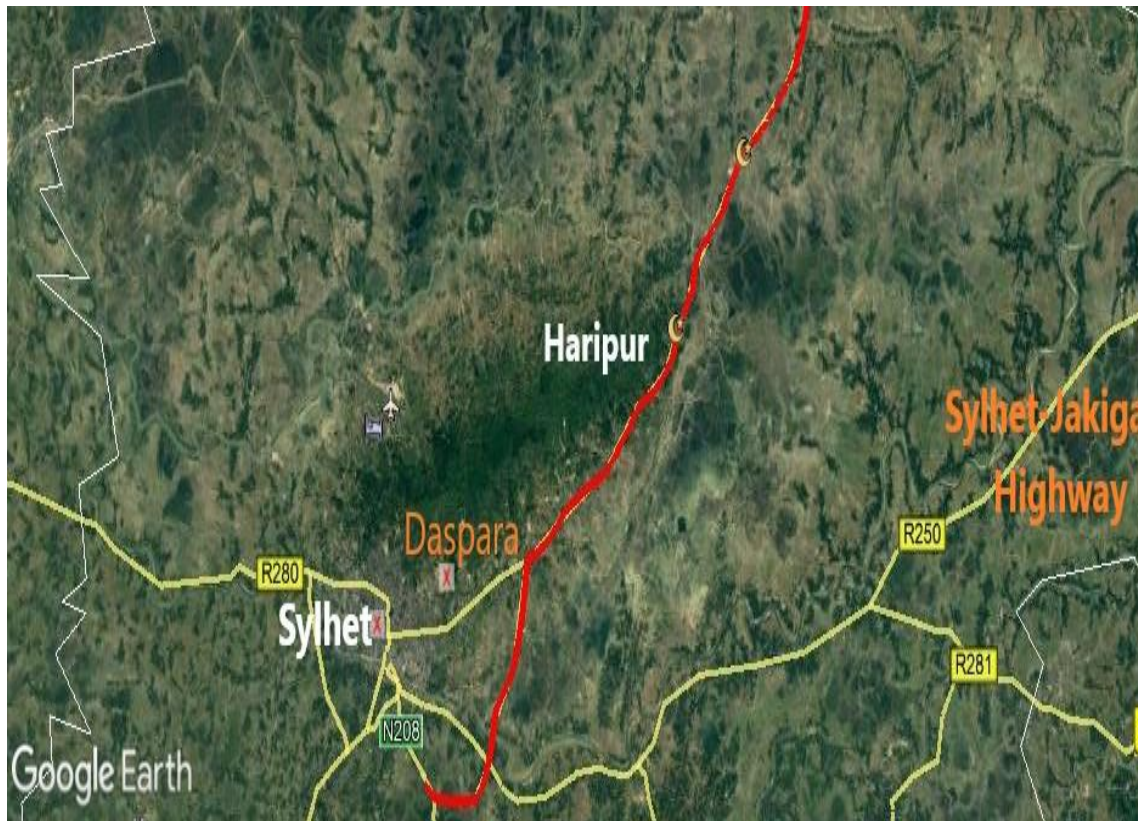 Haripur
Sylhet-Jakiga
Highway
R250
Daspara
R280
Sylhet
R281
N208
Google Earth